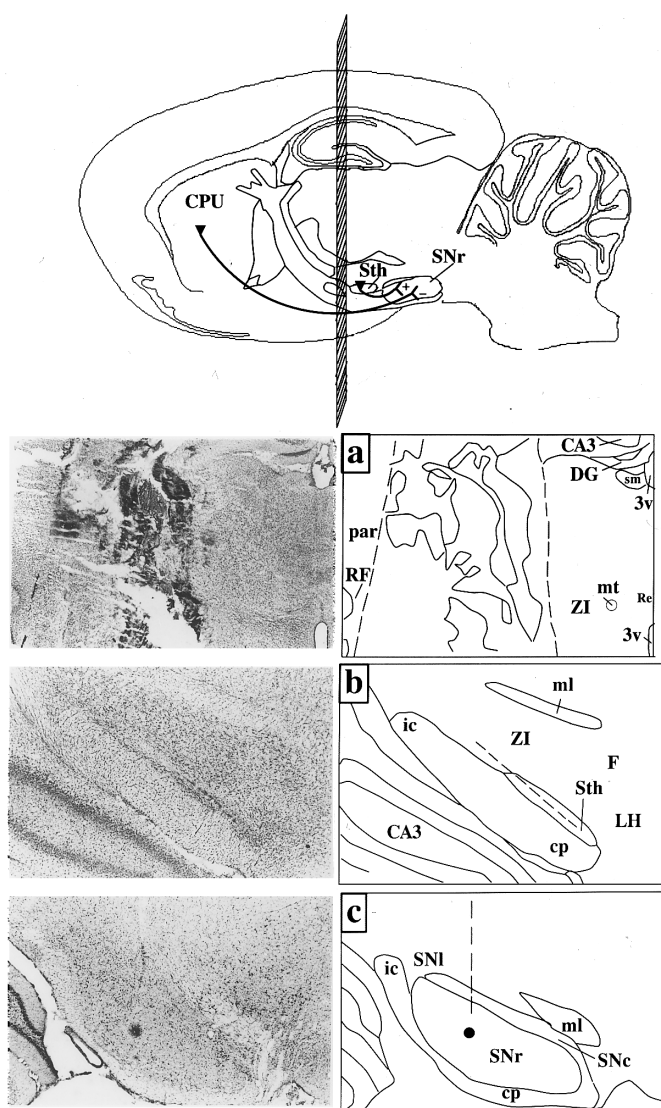 CPU
SNr
Sth
+
a
CA3
DG
sm
3v
par
RF
mt
Re
ZI
3v
b
ml
ic
ZI
F
Sth
LH
CA3
cp
c
ic
SNl
ml
SNr
SNc
cp